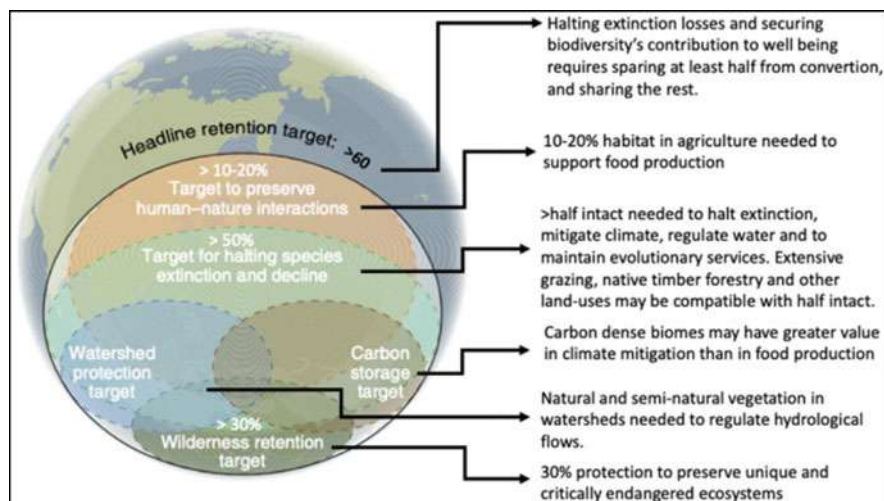 Headline retention target: >60
> 10-20%
Target to preserve
human–nature interactions
> 50%
Target for halting species
extinction and decline
Watershed
protection
target
Carbon
storage
target
> 30%
Wilderness retention
target
Halting extinction losses and securing
biodiversity's contribution to well being
requires sparing at least half from convertion,
and sharing the rest.
10-20% habitat in agriculture needed to
support food production
>half intact needed to halt extinction,
mitigate climate, regulate water and to
maintain evolutionary services. Extensive
grazing, native timber forestry and other
land-uses may be compatible with half intact.
Carbon dense biomes may have greater value
in climate mitigation than in food production
Natural and semi-natural vegetation in
watersheds needed to regulate hydrological
flows.
30% protection to preserve unique and
critically endangered ecosystems